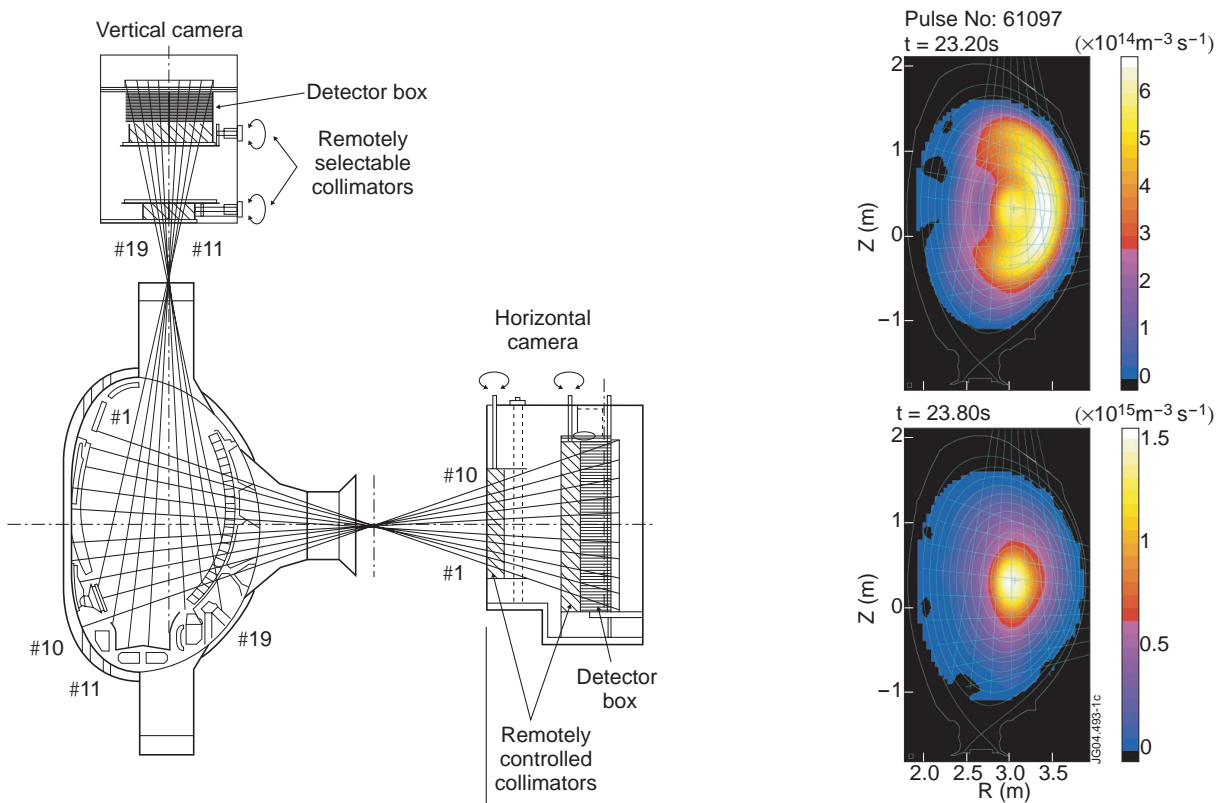 Vertical camera
Detector box
Remotely
selectable
collimators
#19
#11
#1
Horizontal
camera
#10
#1
#10
#11
#19
Detector
box
Remotely
controlled
collimators
Pulse No: 61097
t = 23.20s
(×10¹⁴m⁻³ s⁻¹)
2
1
0
−1
Z (m)
6
5
4
3
2
1
0
t = 23.80s
(×10¹⁵m⁻³ s⁻¹)
2
1
0
−1
Z (m)
1.5
1.0
0.5
0
2.0 2.5 3.0 3.5
R (m)
JG04.493-1c